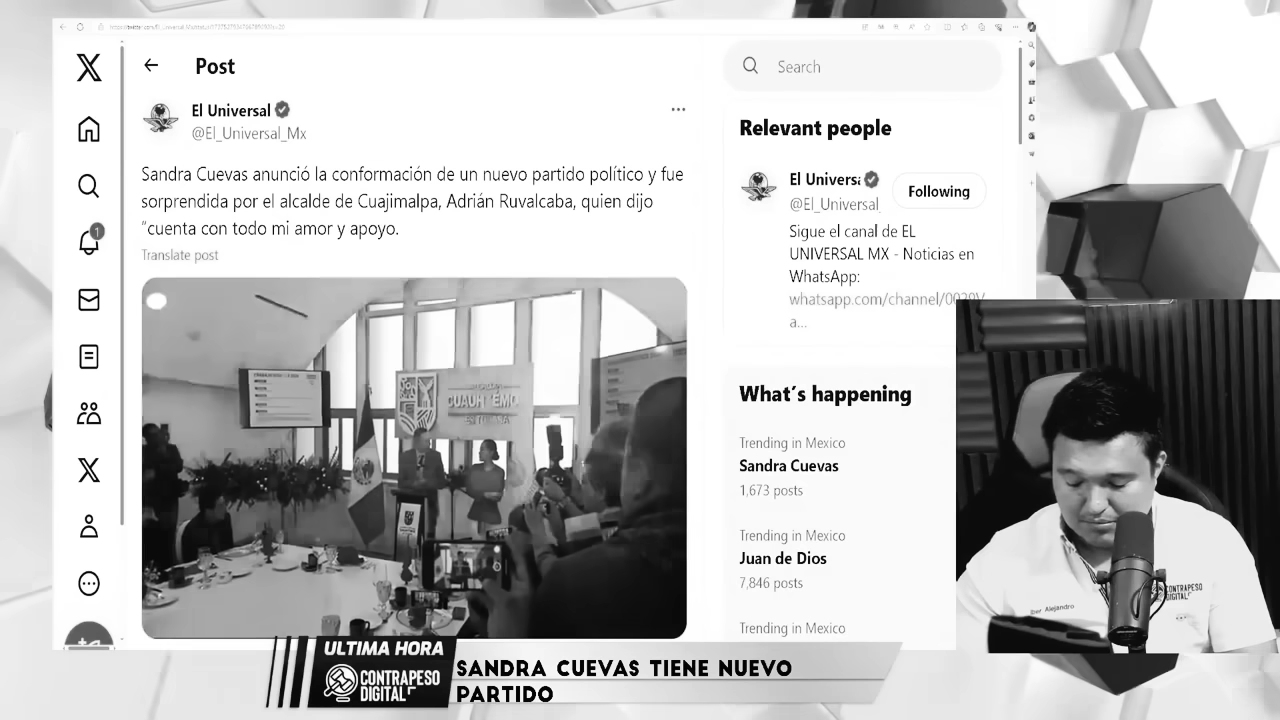 Post
El Universal
@El_Universal_Mx
Sandra Cuevas anunció la conformación de un nuevo partido político y fue
sorprendida por el alcalde de Cuajimalpa, Adrián Ruvalcaba, quien dijo
“cuenta con todo mi amor y apoyo.
Translate post
Search
Relevant people
El Univers
@El_Universal_
Following
Sigue el canal de EL
UNIVERSAL MX - Noticias en
WhatsApp:
whatsapp.com/channel/0029V
a...
What's happening
Trending in Mexico
Sandra Cuevas
1,673 posts
Trending in Mexico
Juan de Dios
7,846 posts
Trending in Mexico
1
Alejandro
CONTRAPESO
DIGITAL
ULTIMA HORA
CONTRAPESO
DIGITAL
SANDRA CUEVAS TIENE NUEVO
PARTIDO